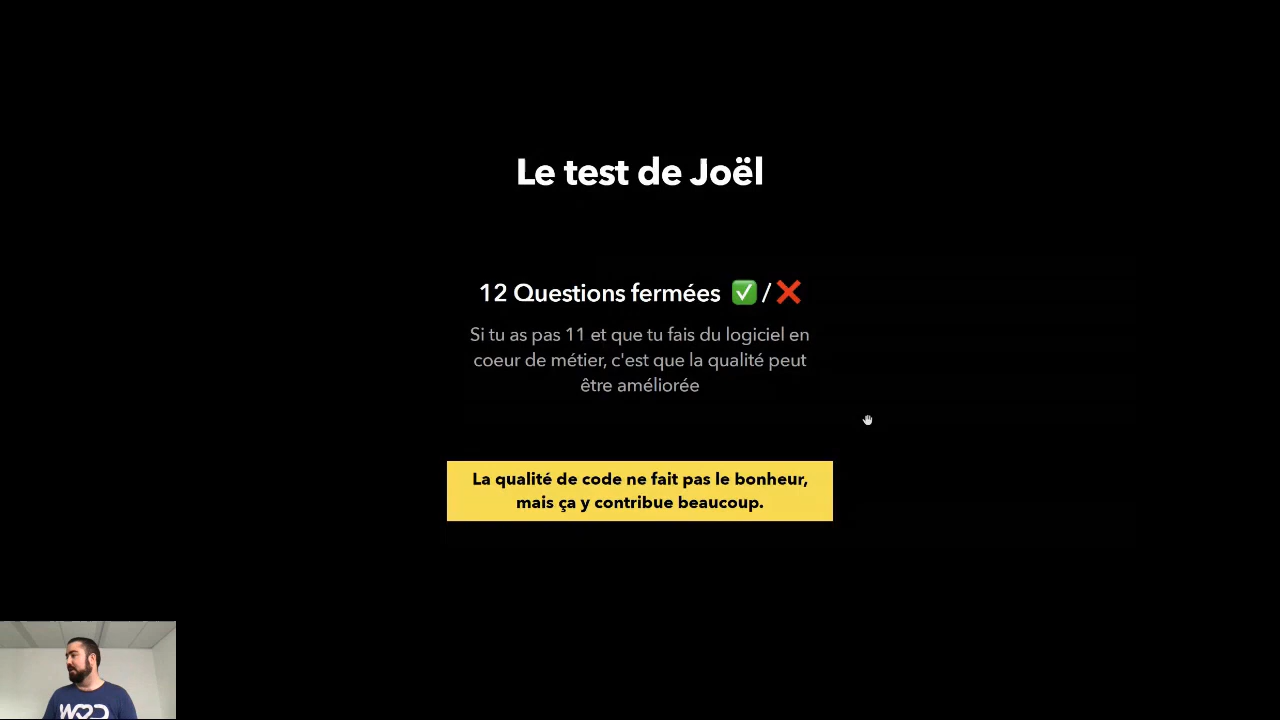 Le test de Joël
12 Questions fermées ✅ / ❌
Si tu as pas 11 et que tu fais du logiciel en
coeur de métier, c'est que la qualité peut
être améliorée
La qualité de code ne fait pas le bonheur,
mais ça y contribue beaucoup.